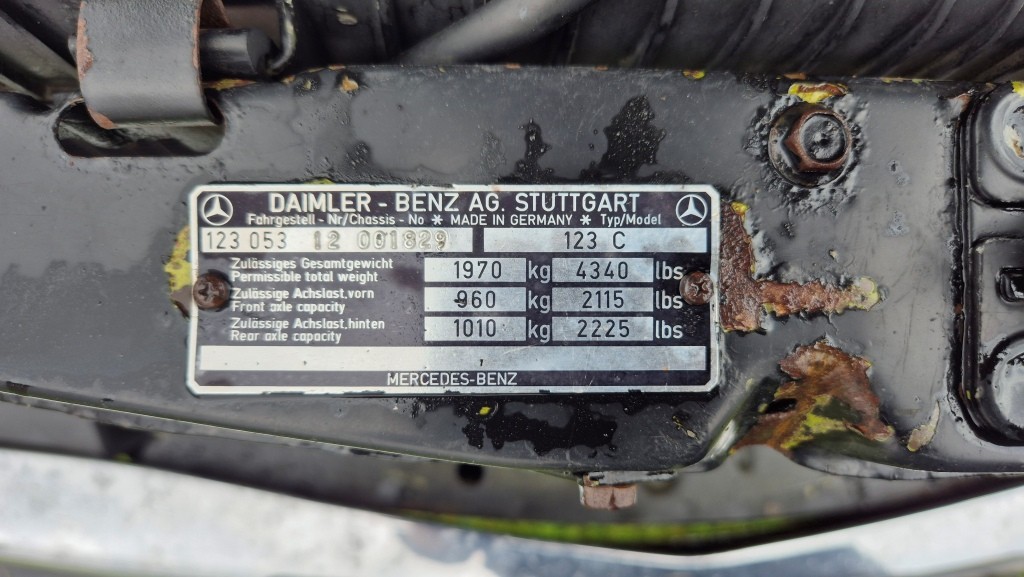 DAIMLER - BENZ AG. STUTTGART
Fahrgestell - Nr/Chassis - No * MADE IN GERMANY * Typ/Model
123 053 12 001829 123 C
Zulässiges Gesamtgewicht
Permissible total weight 1970 kg 4340 lbs
Zulässige Achslast,vorn
Front axle capacity 960 kg 2115 lbs
Zulässige Achslast,hinten
Rear axle capacity 1010 kg 2225 lbs
MERCEDES-BENZ